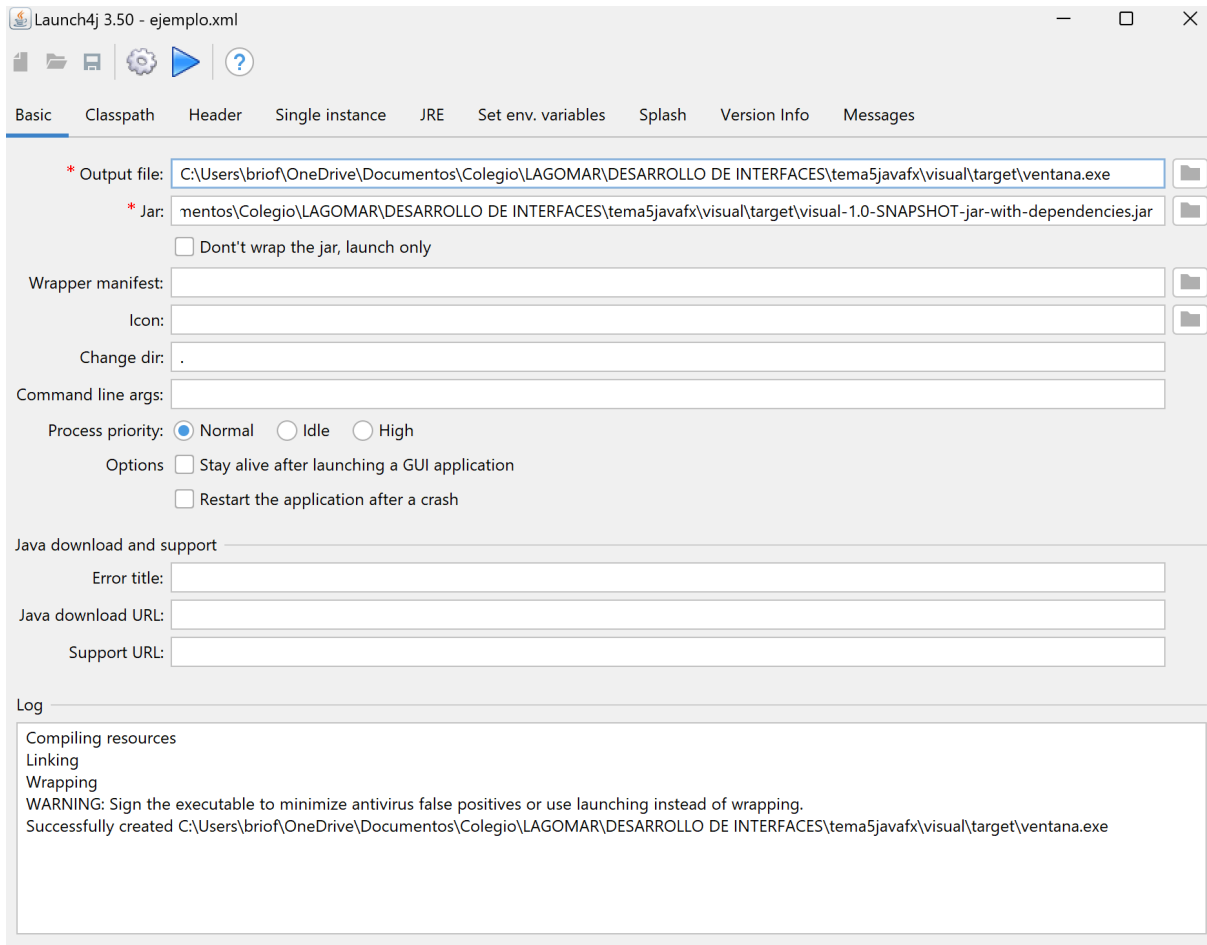 Launch4j 3.50 - ejemplo.xml
?
Basic Classpath Header Single instance JRE Set env. variables Splash Version Info Messages
* Output file: C:\Users\briof\OneDrive\Documentos\Colegio\LAGOMAR\DESARROLLO DE INTERFACES\tema5javafx\visual\target\ventana.exe
* Jar: mentos\Colegio\LAGOMAR\DESARROLLO DE INTERFACES\tema5javafx\visual\target\visual-1.0-SNAPSHOT-jar-with-dependencies.jar
Dont't wrap the jar, launch only
Wrapper manifest:
Icon:
Change dir: .
Command line args:
Process priority: Normal Idle High
Options Stay alive after launching a GUI application
Restart the application after a crash
Java download and support
Error title:
Java download URL:
Support URL:
Log
Compiling resources
Linking
Wrapping
WARNING: Sign the executable to minimize antivirus false positives or use launching instead of wrapping.
Successfully created C:\Users\briof\OneDrive\Documentos\Colegio\LAGOMAR\DESARROLLO DE INTERFACES\tema5javafx\visual\target\ventana.exe